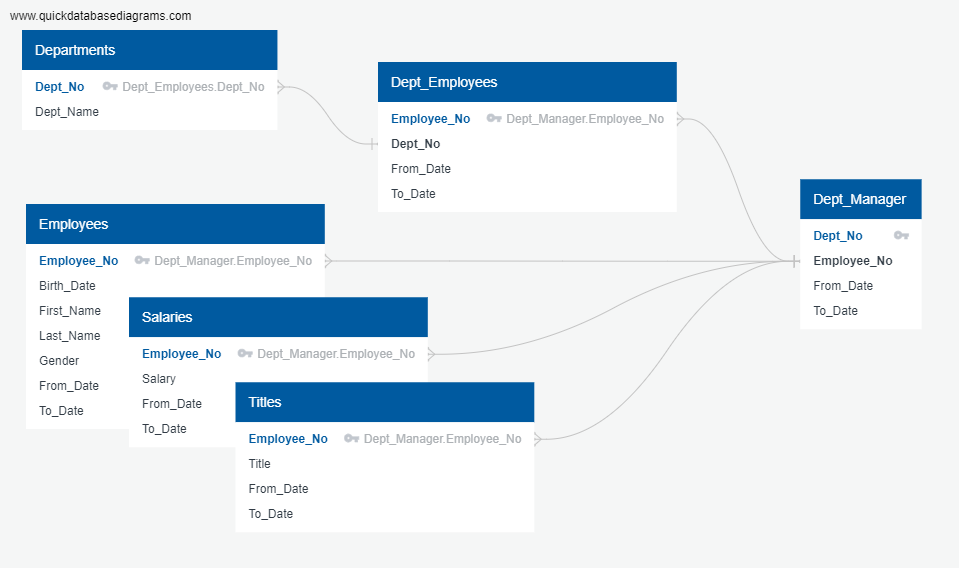 www.quickdatabasediagrams.com
Departments
Dept_No Dept_Employees.Dept_No
Dept_Name
Dept_Employees
Employee_No Dept_Manager.Employee_No
Dept_No
From_Date
To_Date
Dept_Manager
Dept_No
Employee_No
From_Date
To_Date
Employees
Employee_No Dept_Manager.Employee_No
Birth_Date
First_Name
Last_Name
Gender
From_Date
To_Date
Salaries
Employee_No Dept_Manager.Employee_No
Salary
From_Date
To_Date
Titles
Employee_No Dept_Manager.Employee_No
Title
From_Date
To_Date